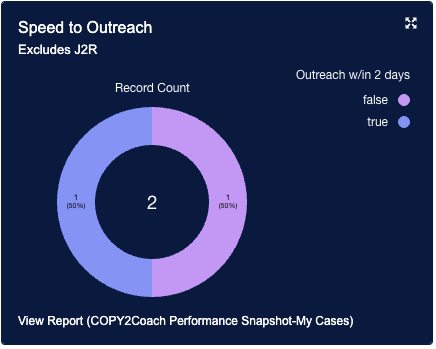 Speed to Outreach
Excludes J2R
Outreach w/in 2 days
false
true
Record Count
1
(50%)
2
1
(50%)
View Report (COPY2Coach Performance Snapshot-My Cases)